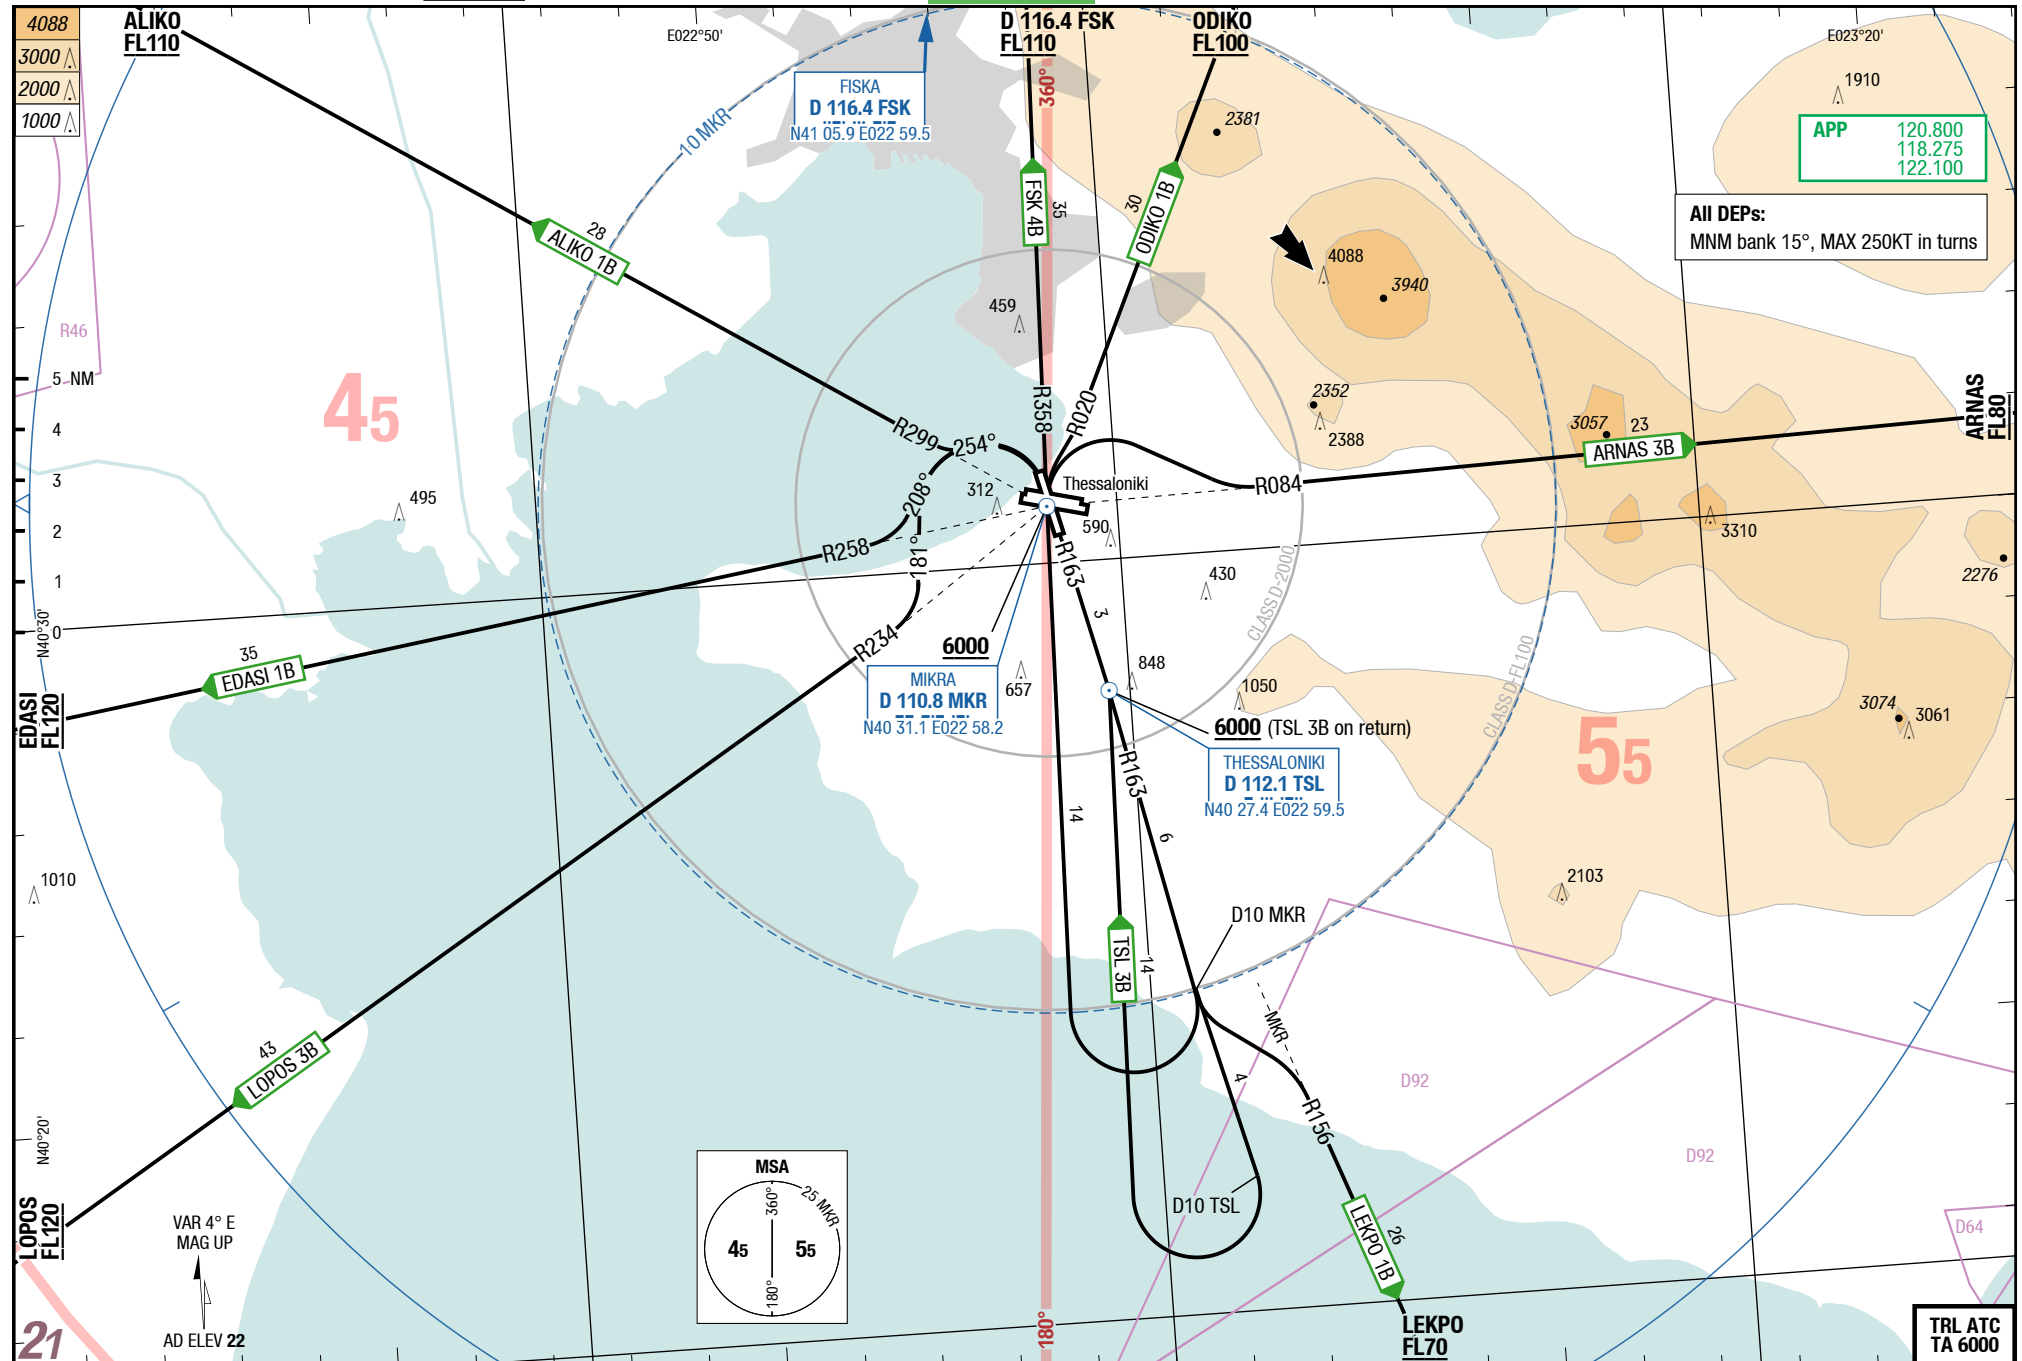 4088
3000
2000
1000
ALIKO
FL110
E022°50'
D 116.4 FSK
FL110
ODIKO
FL100
E023°20'
1910
APP 120.800
118.275
122.100
All DEPs:
MNM bank 15°, MAX 250KT in turns
FISKA
D 116.4 FSK
N41 05.9 E022 59.5
10 MKR
360°
2381
28
ALIKO 1B
FSK 4B
35
30
ODIKO 1B
4088
3940
459
R46
5 NM
4
3
2
1
0
45
R299
254°
R358
R020
2352
2388
3057
23
ARNAS 3B
ARNAS
FL80
495
312
208°
Thessaloniki
R084
590
3310
R258
181°
R163
430
CLASS D-2000
2276
N40°30'
3
R234
6000
35
EDASI 1B
EDASI
FL120
MIKRA
D 110.8 MKR
N40 31.1 E022 58.2
657
848
1050
6000 (TSL 3B on return)
CLASS D-FL100
55
3074
3061
THESSALONIKI
D 112.1 TSL
N40 27.4 E022 59.5
R163
14
6
1010
2103
D10 MKR
TSL 3B
14
MKR
43
LOPOS 3B
4
D92
R156
N40°20'
D92
MSA
360°
25 MKR
45
55
180°
D10 TSL
LEKPO 1B
26
D64
LOPOS
FL120
VAR 4° E
MAG UP
AD ELEV 22
21
180°
LEKPO
FL70
TRL ATC
TA 6000